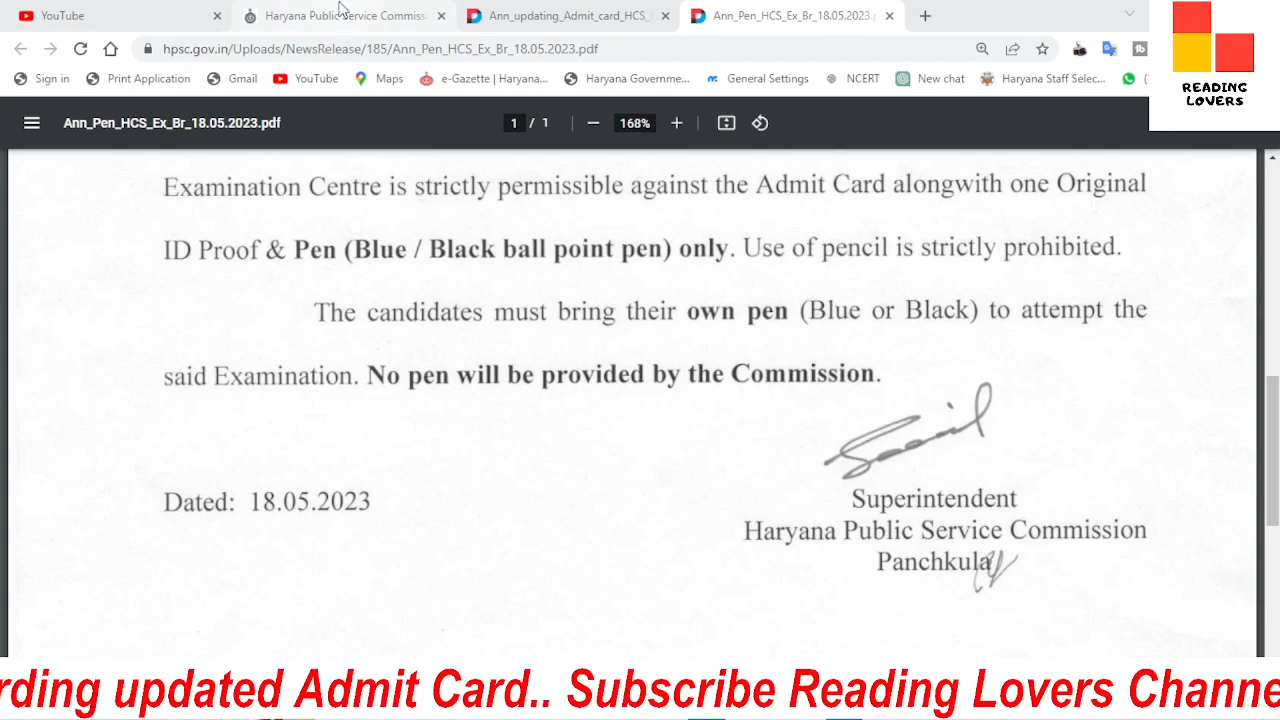 YouTube
Haryana Public Service Commiss
Ann_updating_Admit_card_HCS_
Ann_Pen_HCS_Ex_Br_18.05.2023.p
hpsc.gov.in/Uploads/NewsRelease/185/Ann_Pen_HCS_Ex_Br_18.05.2023.pdf
Sign in
Print Application
Gmail
YouTube
Maps
e-Gazette | Haryana...
Haryana Governme...
General Settings
NCERT
New chat
Haryana Staff Selec...
READING
LOVERS
Ann_Pen_HCS_Ex_Br_18.05.2023.pdf
1 / 1
168%
Examination Centre is strictly permissible against the Admit Card alongwith one Original
ID Proof & Pen (Blue / Black ball point pen) only. Use of pencil is strictly prohibited.
The candidates must bring their own pen (Blue or Black) to attempt the
said Examination. No pen will be provided by the Commission.
Dated: 18.05.2023
Superintendent
Haryana Public Service Commission
Panchkula
rding updated Admit Card.. Subscribe Reading Lovers Channe